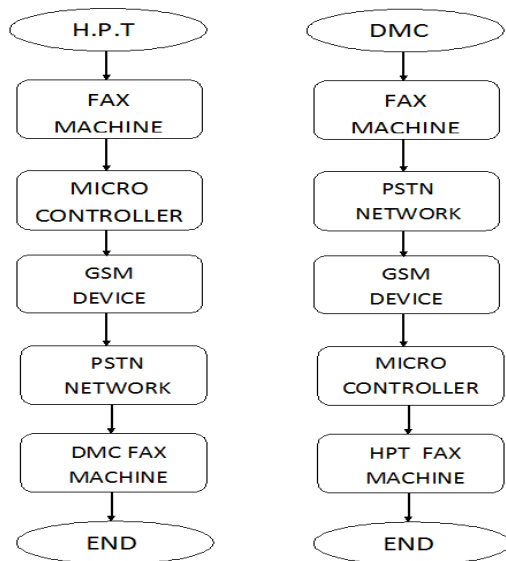 H.P.T
FAX
MACHINE
MICRO
CONTROLLER
GSM
DEVICE
PSTN
NETWORK
DMC FAX
MACHINE
END
DMC
FAX
MACHINE
PSTN
NETWORK
GSM
DEVICE
MICRO
CONTROLLER
HPT FAX
MACHINE
END